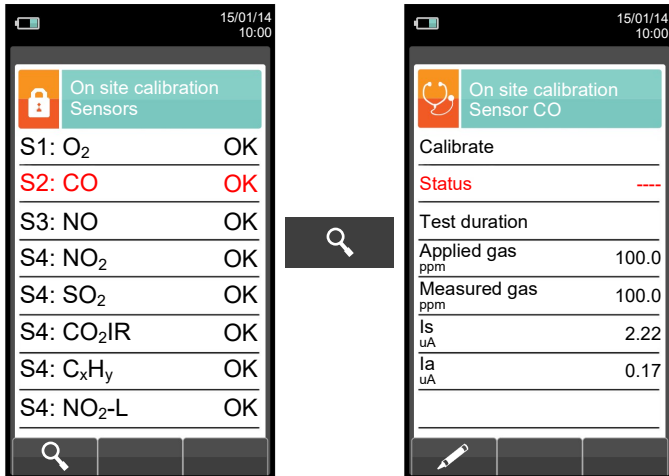 15/01/14
10:00
On site calibration
Sensors
S1: O₂ OK
S2: CO OK
S3: NO OK
S4: NO₂ OK
S4: SO₂ OK
S4: CO₂IR OK
S4: CₓHᵧ OK
S4: NO₂-L OK
15/01/14
10:00
On site calibration
Sensor CO
Calibrate
Status ----
Test duration
Applied gas
ppm 100.0
Measured gas
ppm 100.0
Is
uA 2.22
Ia
uA 0.17